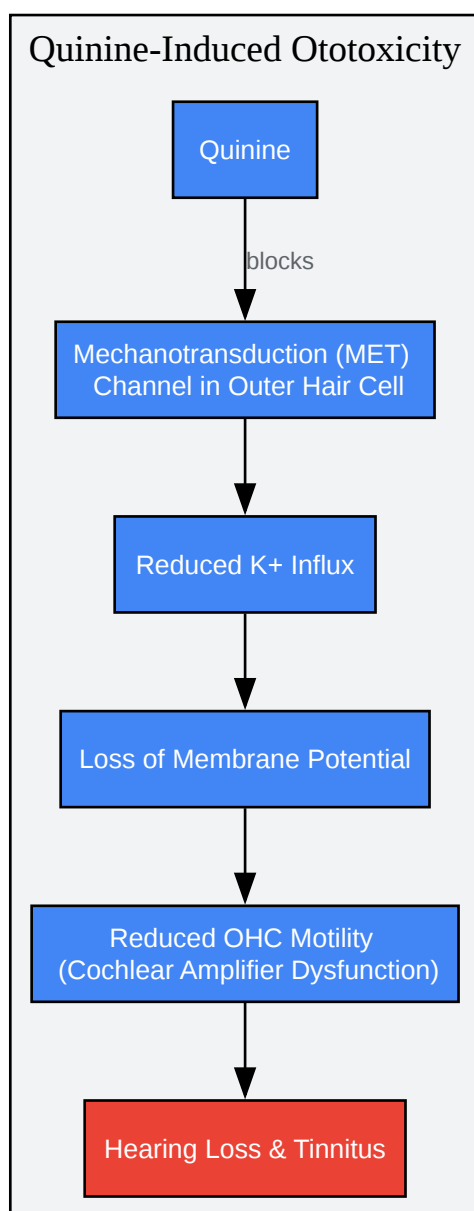 Quinine-Induced Ototoxicity
Quinine
blocks
Mechanotransduction (MET)
Channel in Outer Hair Cell
Reduced K+ Influx
Loss of Membrane Potential
Reduced OHC Motility
(Cochlear Amplifier Dysfunction)
Hearing Loss & Tinnitus